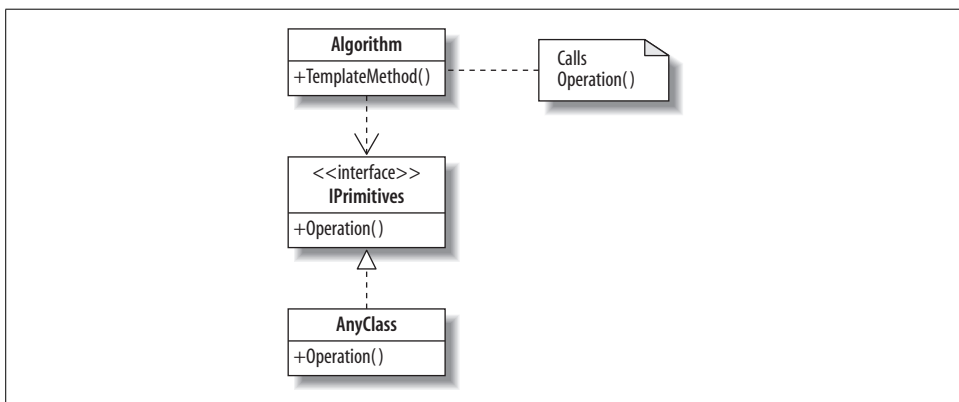 Algorithm
+TemplateMethod()
Calls
Operation()
<<interface>>
IPrimitives
+Operation()
AnyClass
+Operation()